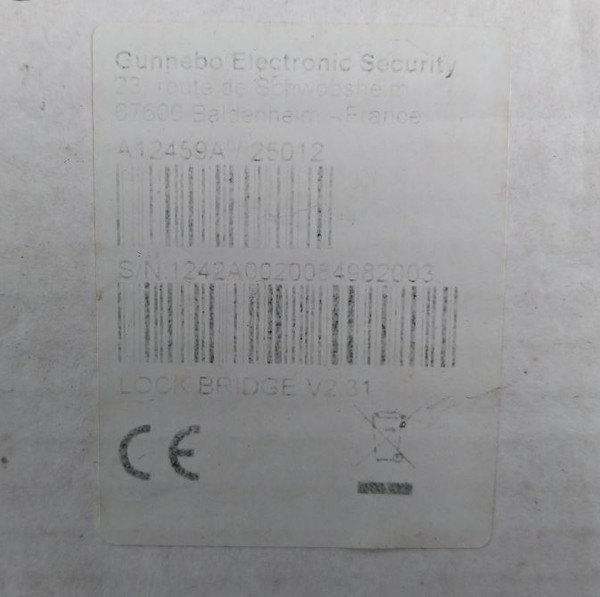 Gunnebo Electronic Security
23, route de Schwobsheim
67600 Baldenheim - France
A12459A / 25012
S/N 1242A0020084982003
LOCK BRIDGE V2.31
CE